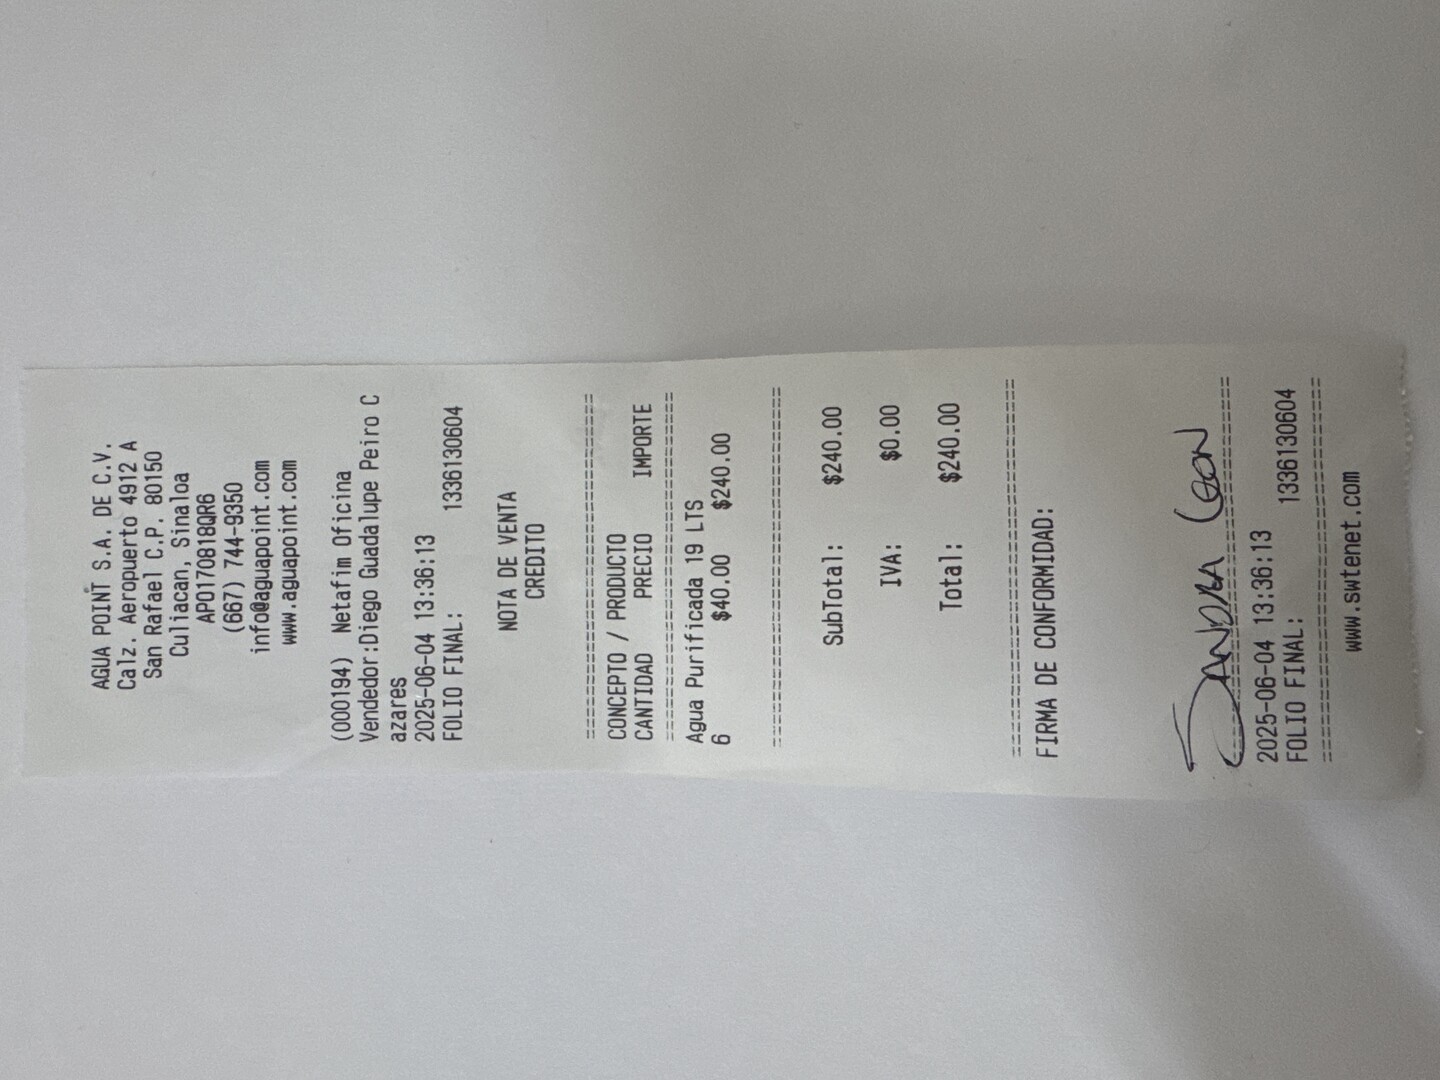 AGUA POINT S.A. DE C.V.
Calz. Aeropuerto 4912 A
San Rafael C.P. 80150
Culiacan, Sinaloa
APO170818QR6
(667) 744-9350
info@aguapoint.com
www.aguapoint.com
(000194) Netafim Oficina
Vendedor:Diego Guadalupe Peiro C
azares
2025-06-04 13:36:13
FOLIO FINAL: 1336130604
NOTA DE VENTA
CREDITO
================================
CONCEPTO / PRODUCTO
CANTIDAD PRECIO IMPORTE
================================
Agua Purificada 19 LTS
6 $40.00 $240.00
================================
SubTotal: $240.00
IVA: $0.00
Total: $240.00
================================
FIRMA DE CONFORMIDAD:
SANDRA LEON
================================
2025-06-04 13:36:13
FOLIO FINAL: 1336130604
================================
www.swtenet.com